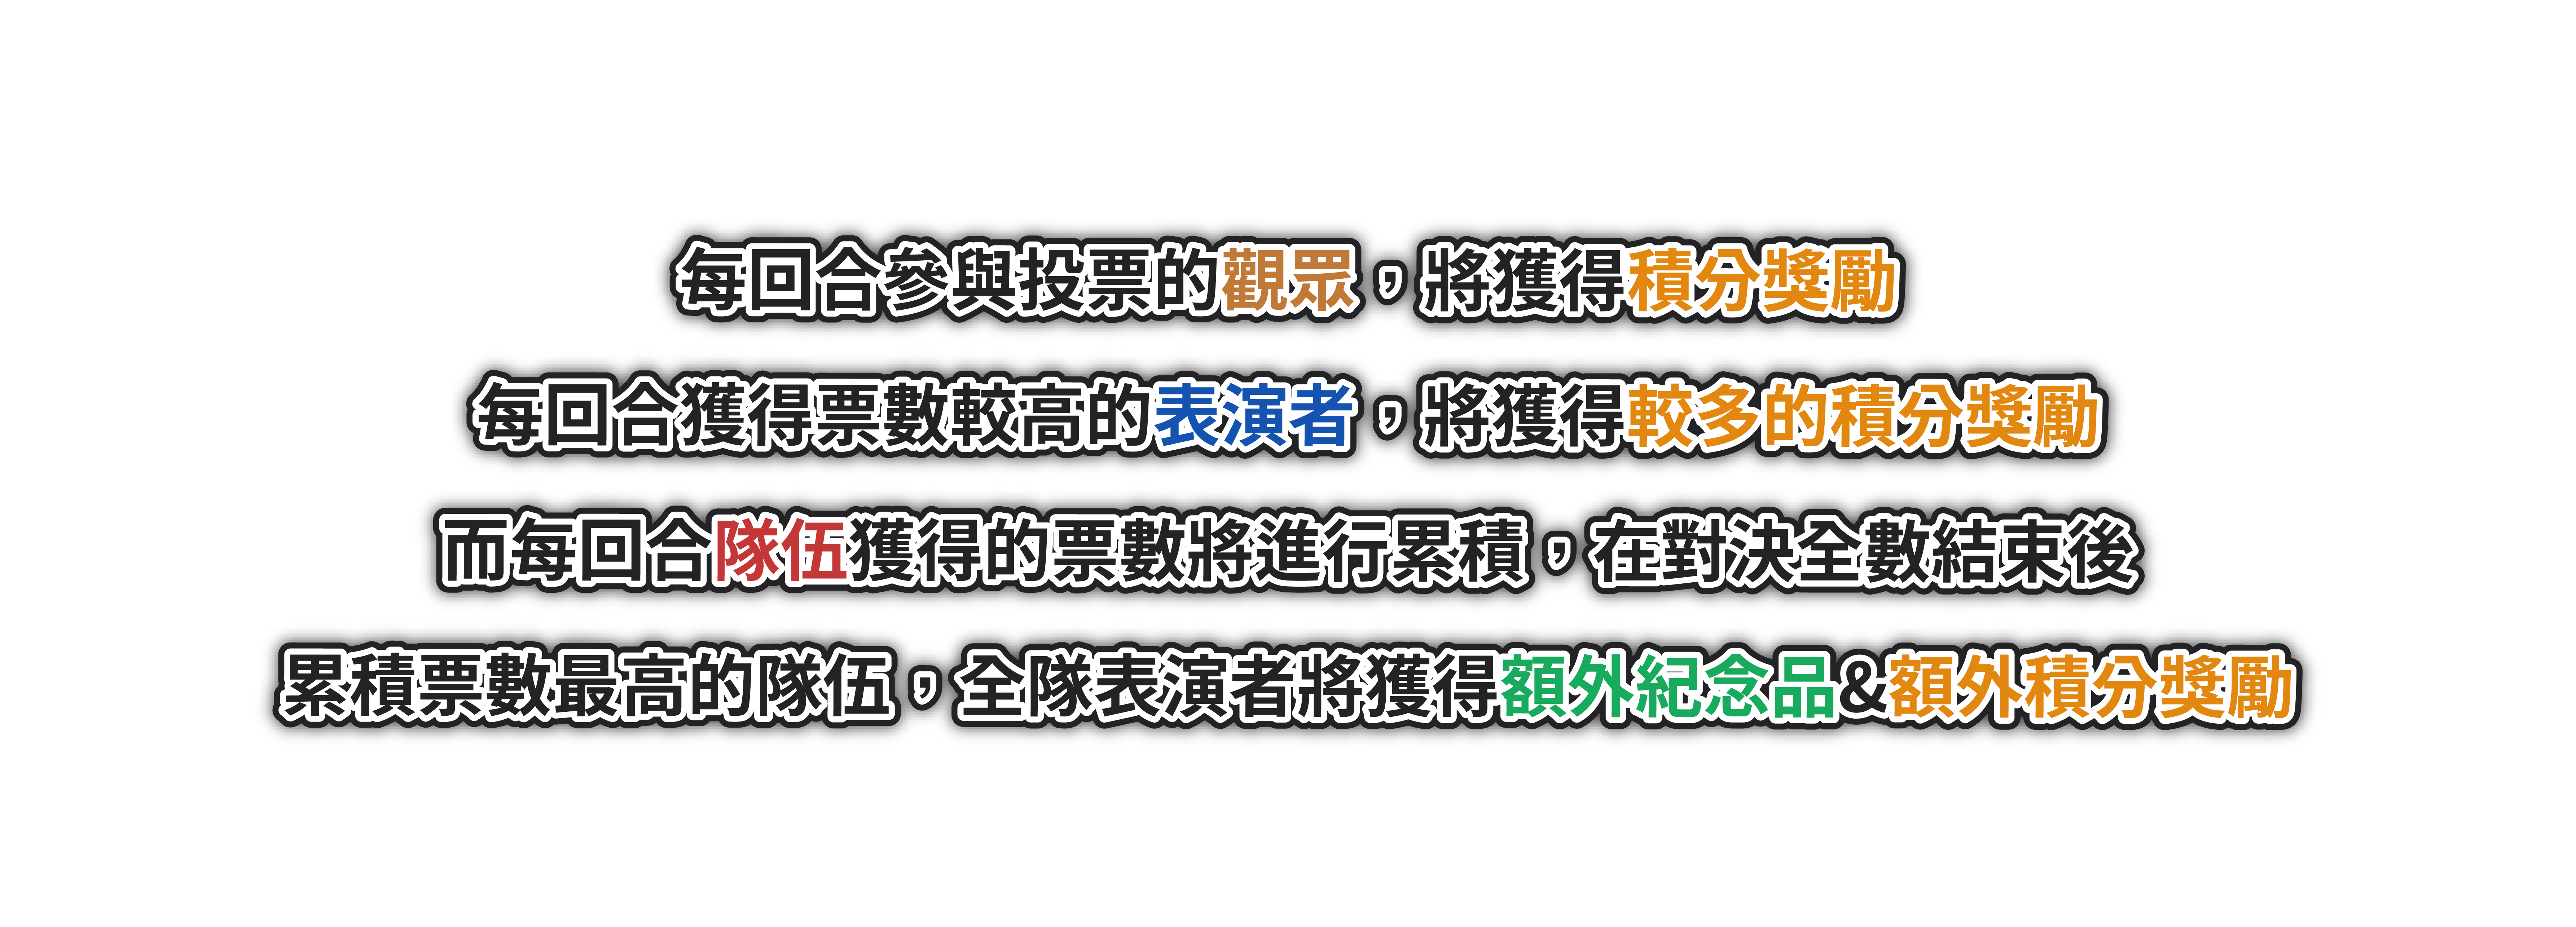 每回合參與投票的觀眾，將獲得積分獎勵
每回合獲得票數較高的表演者，將獲得較多的積分獎勵
而每回合隊伍獲得的票數將進行累積，在對決全數結束後
累積票數最高的隊伍，全隊表演者將獲得額外紀念品&額外積分獎勵